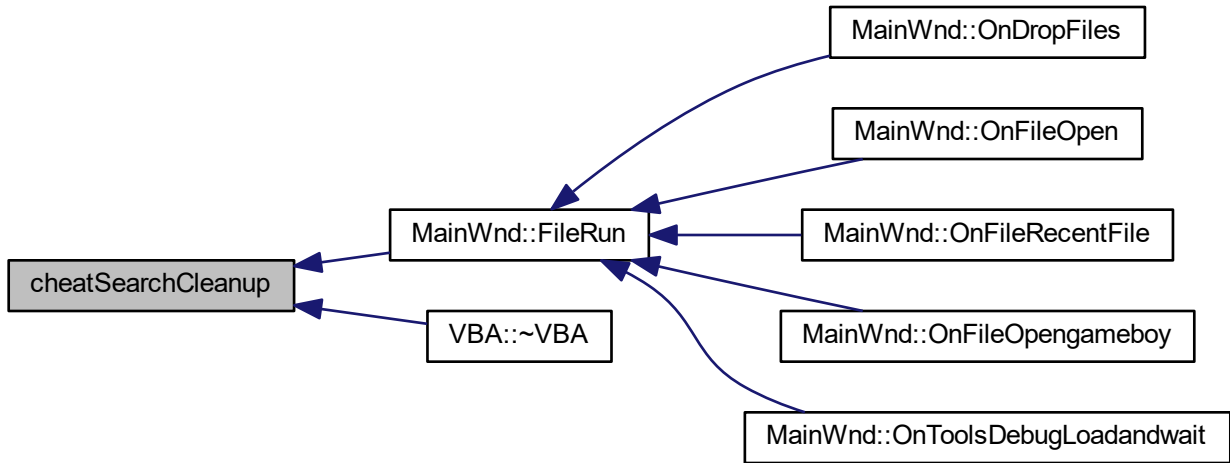 MainWnd::OnDropFiles
MainWnd::OnFileOpen
MainWnd::FileRun
MainWnd::OnFileRecentFile
cheatSearchCleanup
VBA::~VBA
MainWnd::OnFileOpengameboy
MainWnd::OnToolsDebugLoadandwait